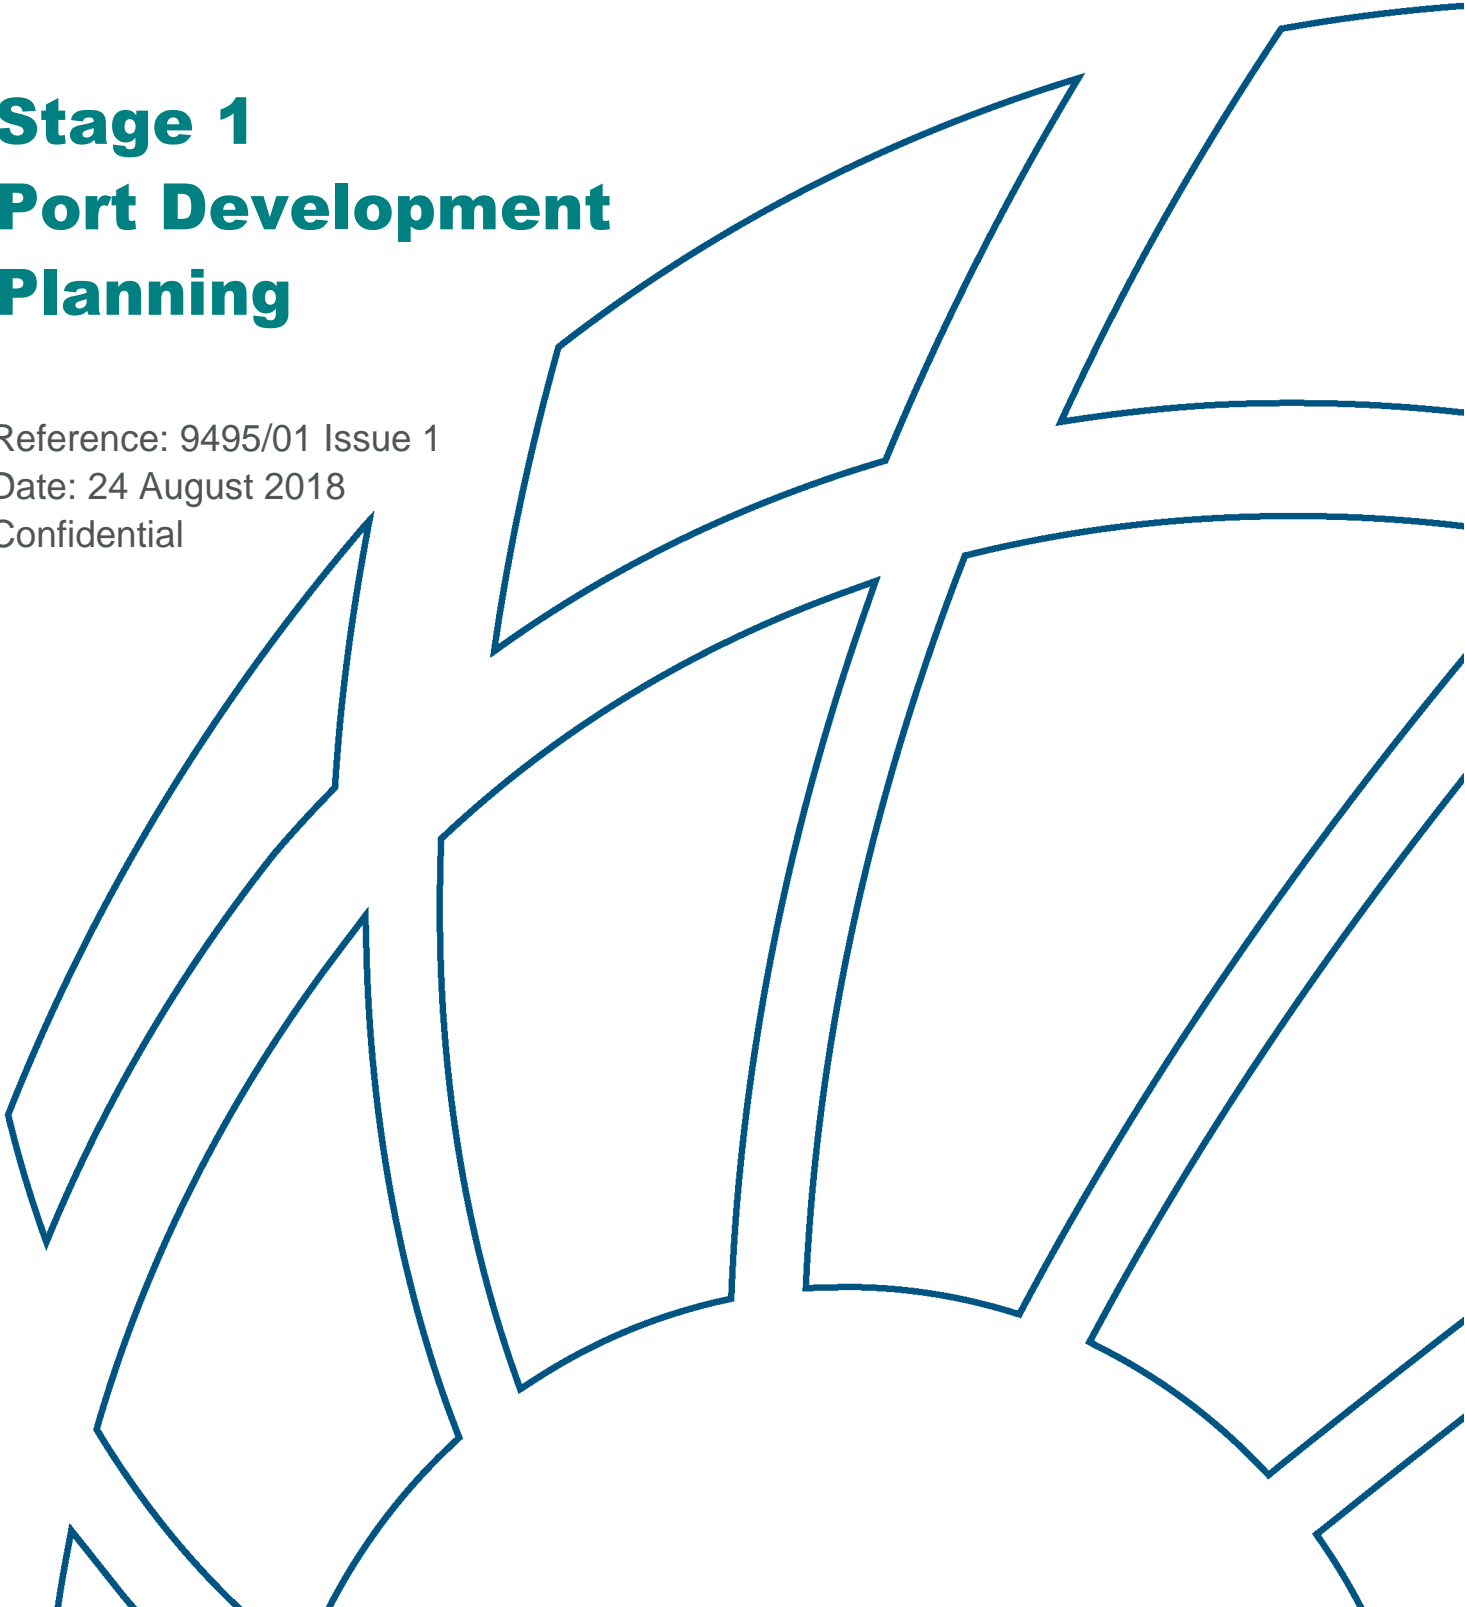 Stage 1
Port Development
Planning
Reference: 9495/01 Issue 1
Date: 24 August 2018
Confidential